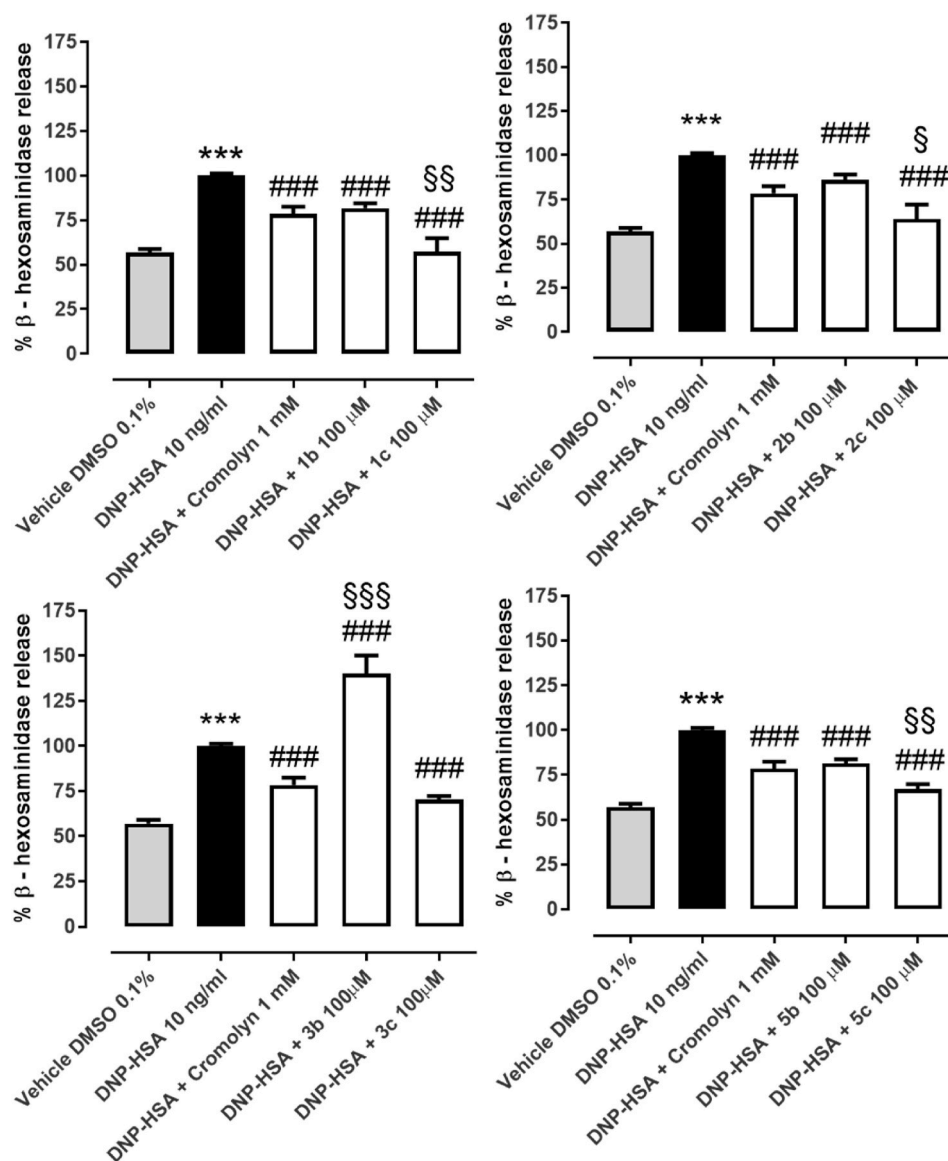 % β - hexosaminidase release
175
150
125
100
75
50
25
0
***
###
###
§§
###
Vehicle DMSO 0.1%
DNP-HSA 10 ng/ml
DNP-HSA + Cromolyn 1 mM
DNP-HSA + 1b 100 μM
DNP-HSA + 1c 100 μM
% β - hexosaminidase release
175
150
125
100
75
50
25
0
***
###
###
§
###
Vehicle DMSO 0.1%
DNP-HSA 10 ng/ml
DNP-HSA + Cromolyn 1 mM
DNP-HSA + 2b 100 μM
DNP-HSA + 2c 100 μM
% β - hexosaminidase release
175
150
125
100
75
50
25
0
***
###
§§§
###
###
Vehicle DMSO 0.1%
DNP-HSA 10 ng/ml
DNP-HSA + Cromolyn 1 mM
DNP-HSA + 3b 100μM
DNP-HSA + 3c 100μM
% β - hexosaminidase release
175
150
125
100
75
50
25
0
***
###
###
§§
###
Vehicle DMSO 0.1%
DNP-HSA 10 ng/ml
DNP-HSA + Cromolyn 1 mM
DNP-HSA + 5b 100 μM
DNP-HSA + 5c 100 μM